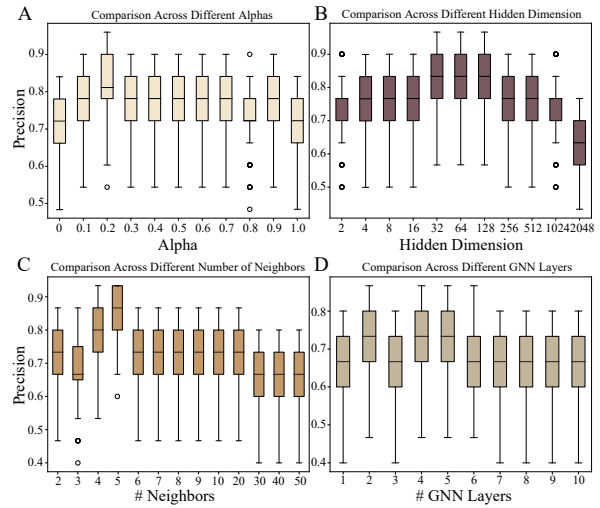 A
Comparison Across Different Alphas
Precision
0.9
0.8
0.7
0.6
0.5
0 0.1 0.2 0.3 0.4 0.5 0.6 0.7 0.8 0.9 1.0
Alpha
B
Comparison Across Different Hidden Dimension
0.9
0.8
0.7
0.6
0.5
2 4 8 16 32 64 128 256 512 1024 2048
Hidden Dimension
C
Comparison Across Different Number of Neighbors
Precision
0.9
0.8
0.7
0.6
0.5
0.4
2 3 4 5 6 7 8 9 10 20 30 40 50
# Neighbors
D
Comparison Across Different GNN Layers
0.8
0.7
0.6
0.5
0.4
1 2 3 4 5 6 7 8 9 10
# GNN Layers